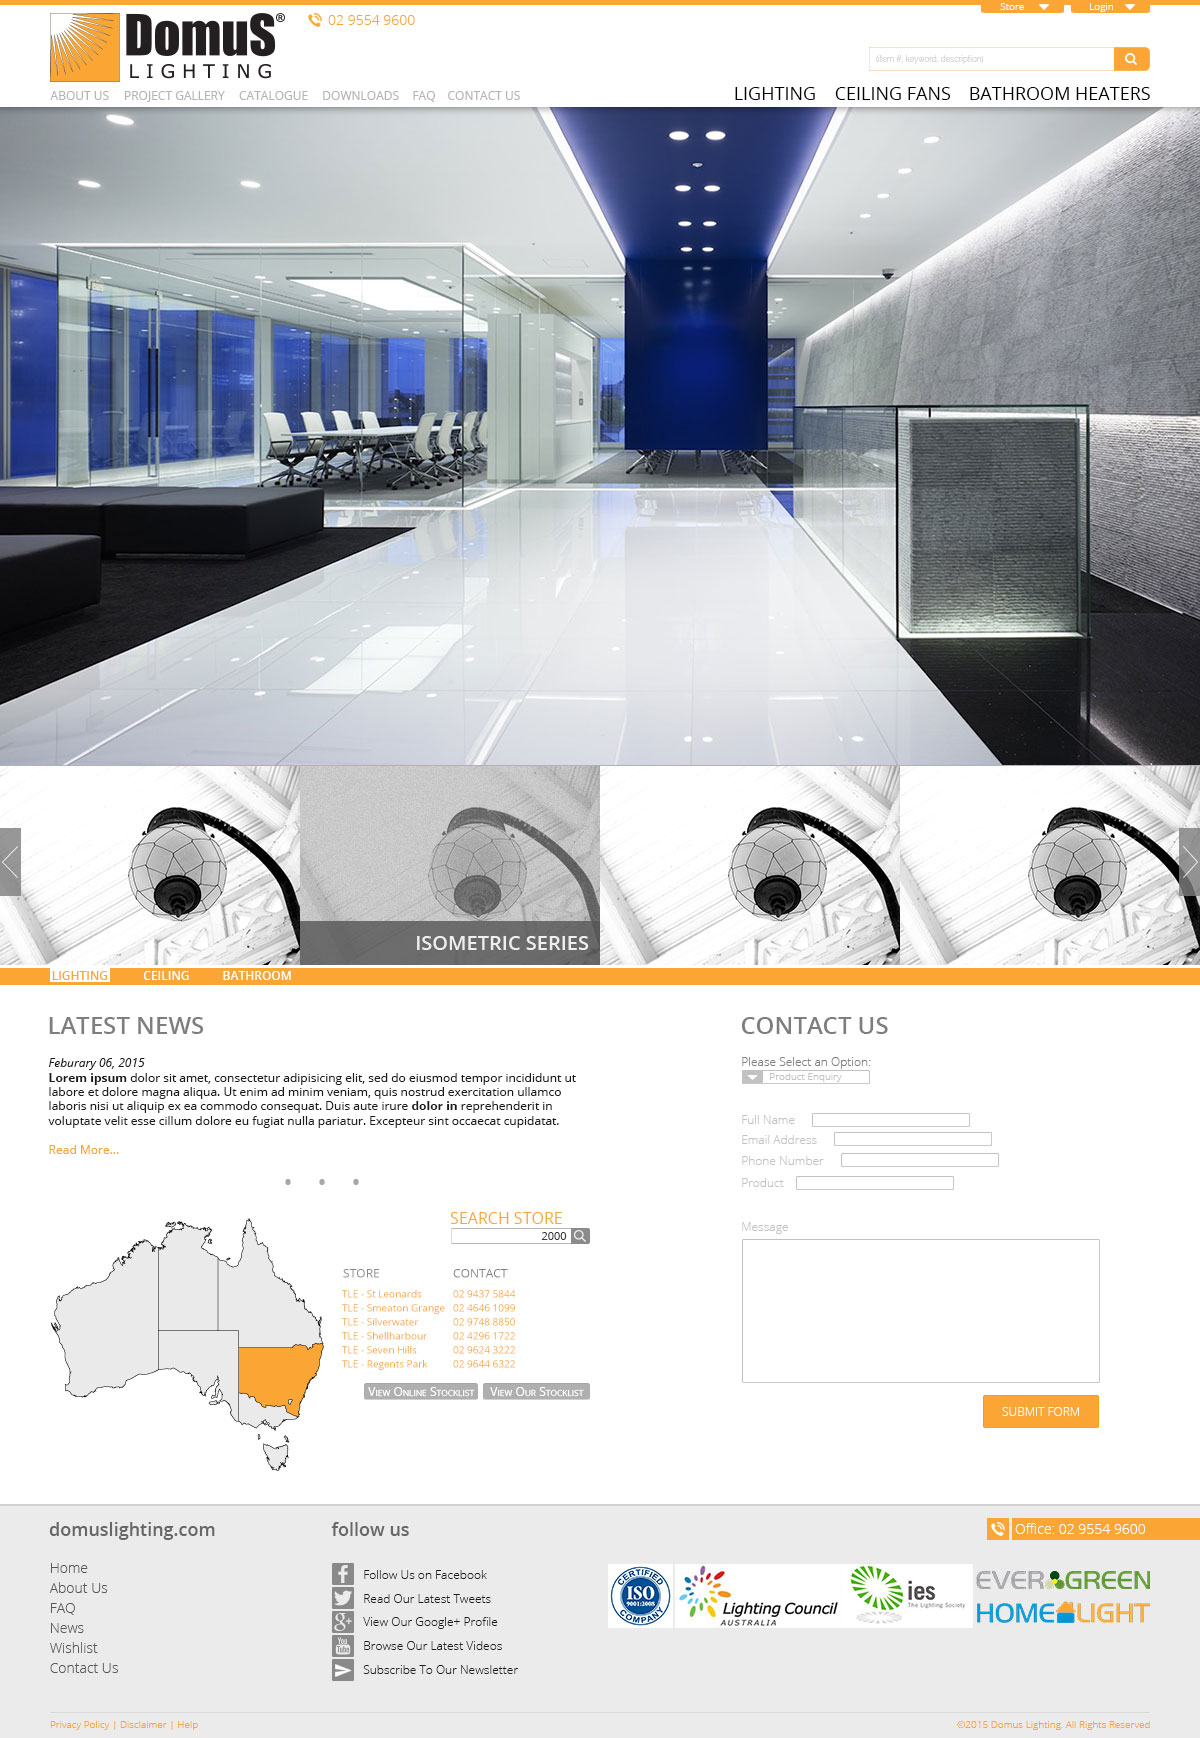 Store
Login
DomuS®
LIGHTING
02 9554 9600
(item #, keyword, description)
ABOUT US PROJECT GALLERY CATALOGUE DOWNLOADS FAQ CONTACT US
LIGHTING CEILING FANS BATHROOM HEATERS
ISOMETRIC SERIES
LIGHTING CEILING BATHROOM
LATEST NEWS
Feburary 06, 2015
Lorem ipsum dolor sit amet, consectetur adipisicing elit, sed do eiusmod tempor incididunt ut
labore et dolore magna aliqua. Ut enim ad minim veniam, quis nostrud exercitation ullamco
laboris nisi ut aliquip ex ea commodo consequat. Duis aute irure dolor in reprehenderit in
voluptate velit esse cillum dolore eu fugiat nulla pariatur. Excepteur sint occaecat cupidatat.
Read More...
SEARCH STORE
2000
STORE CONTACT
TLE - St Leonards 02 9437 5844
TLE - Smeaton Grange 02 4646 1099
TLE - Silverwater 02 9748 8850
TLE - Shellharbour 02 4296 1722
TLE - Seven Hills 02 9624 3222
TLE - Regents Park 02 9644 6322
View Online Stocklist
View Our Stocklist
CONTACT US
Please Select an Option:
Product Enquiry
Full Name
Email Address
Phone Number
Product
Message
SUBMIT FORM
domuslighting.com
Home
About Us
FAQ
News
Wishlist
Contact Us
follow us
Follow Us on Facebook
Read Our Latest Tweets
View Our Google+ Profile
You
Tube
Browse Our Latest Videos
Subscribe To Our Newsletter
Office: 02 9554 9600
CERTIFIED
ISO
9001:2008
COMPANY
Lighting Council
AUSTRALIA
ies
The Lighting Society
EVERGREEN
HOMELIGHT
Privacy Policy | Disclaimer | Help
©2015 Domus Lighting. All Rights Reserved